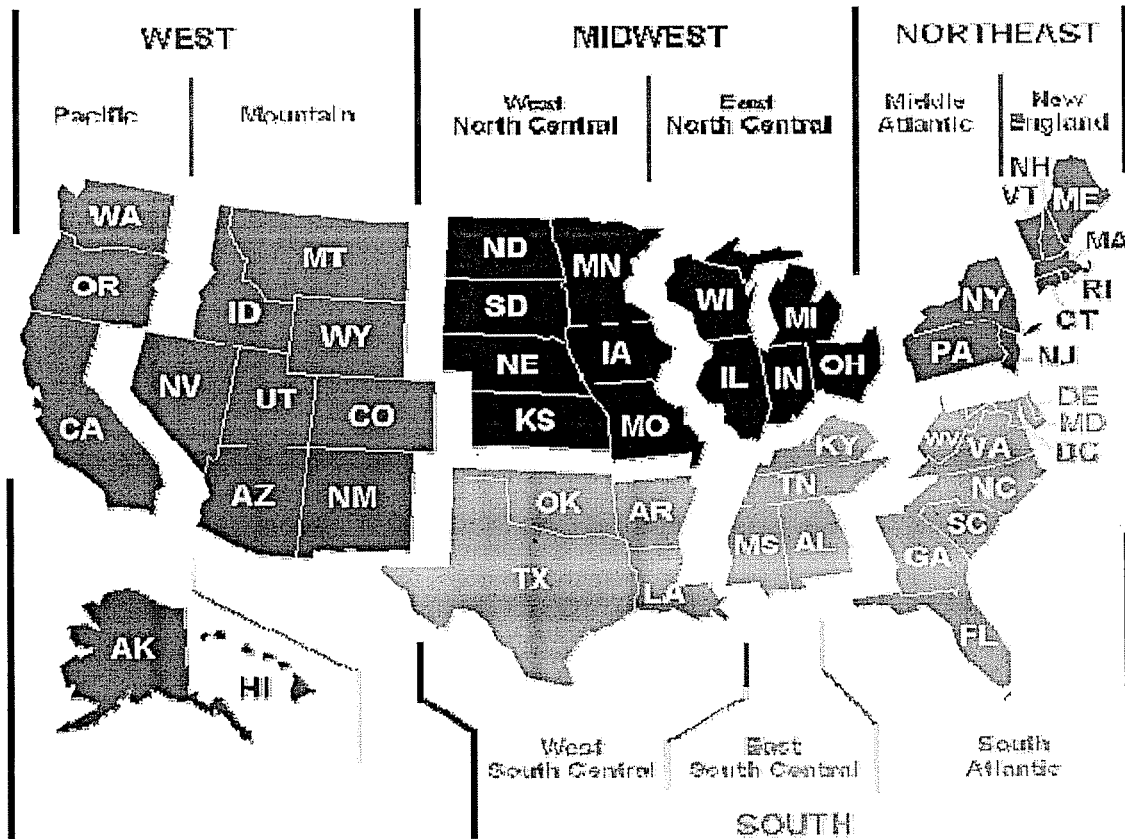 WEST
MIDWEST
NORTHEAST
Pacific
Mountain
West
North Central
East
North Central
Middle
Atlantic
New
England
NH
VT
ME
MA
RI
CT
NJ
WA
OR
CA
MT
ID
WY
NV
UT
CO
AZ
NM
ND
SD
NE
KS
MN
IA
MO
WI
MI
IL
IN
OH
NY
PA
DE
MD
DC
WV
VA
NC
SC
GA
FL
KY
TN
MS
AL
OK
AR
TX
LA
AK
HI
West
South Central
East
South Central
South
Atlantic
SOUTH